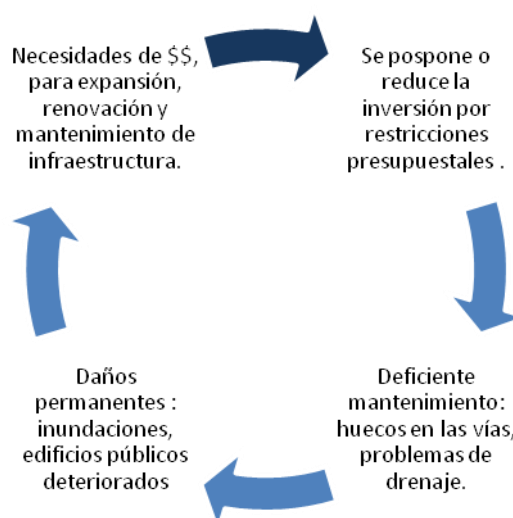 Necesidades de $$,
para expansión,
renovación y
mantenimiento de
infraestructura.
Se pospone o
reduce la
inversión por
restricciones
presupuestales .
Deficiente
mantenimiento:
huecos en las vías,
problemas de
drenaje.
Daños
permanentes :
inundaciones,
edificios públicos
deteriorados